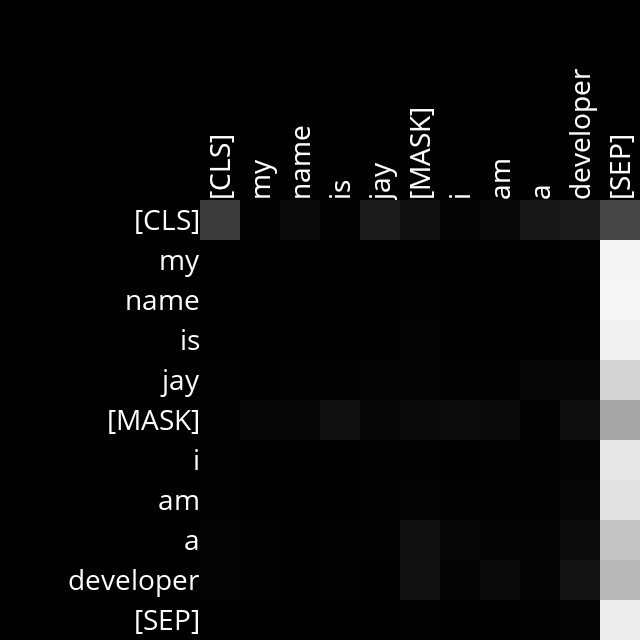 [CLS] my name is jay [MASK] i am a developer [SEP]
[CLS]
my
name
is
jay
[MASK]
i
am
a
developer
[SEP]